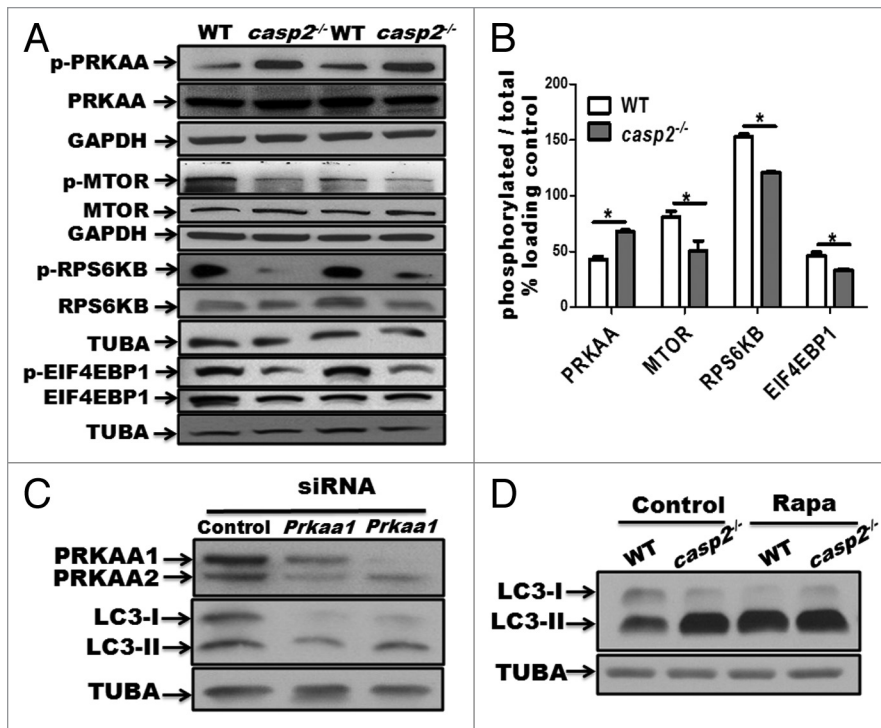 A
WT casp2-/- WT casp2-/-
p-PRKAA
PRKAA
GAPDH
p-MTOR
MTOR
GAPDH
p-RPS6KB
RPS6KB
TUBA
p-EIF4EBP1
EIF4EBP1
TUBA
B
phosphorylated / total
% loading control
200
150
100
50
0
WT
casp2-/-
*
*
*
*
PRKAA
MTOR
RPS6KB
EIF4EBP1
C
siRNA
Control Prkaa1 Prkaa1
PRKAA1
PRKAA2
LC3-I
LC3-II
TUBA
D
Control Rapa
WT casp2-/- WT casp2-/-
LC3-I
LC3-II
TUBA